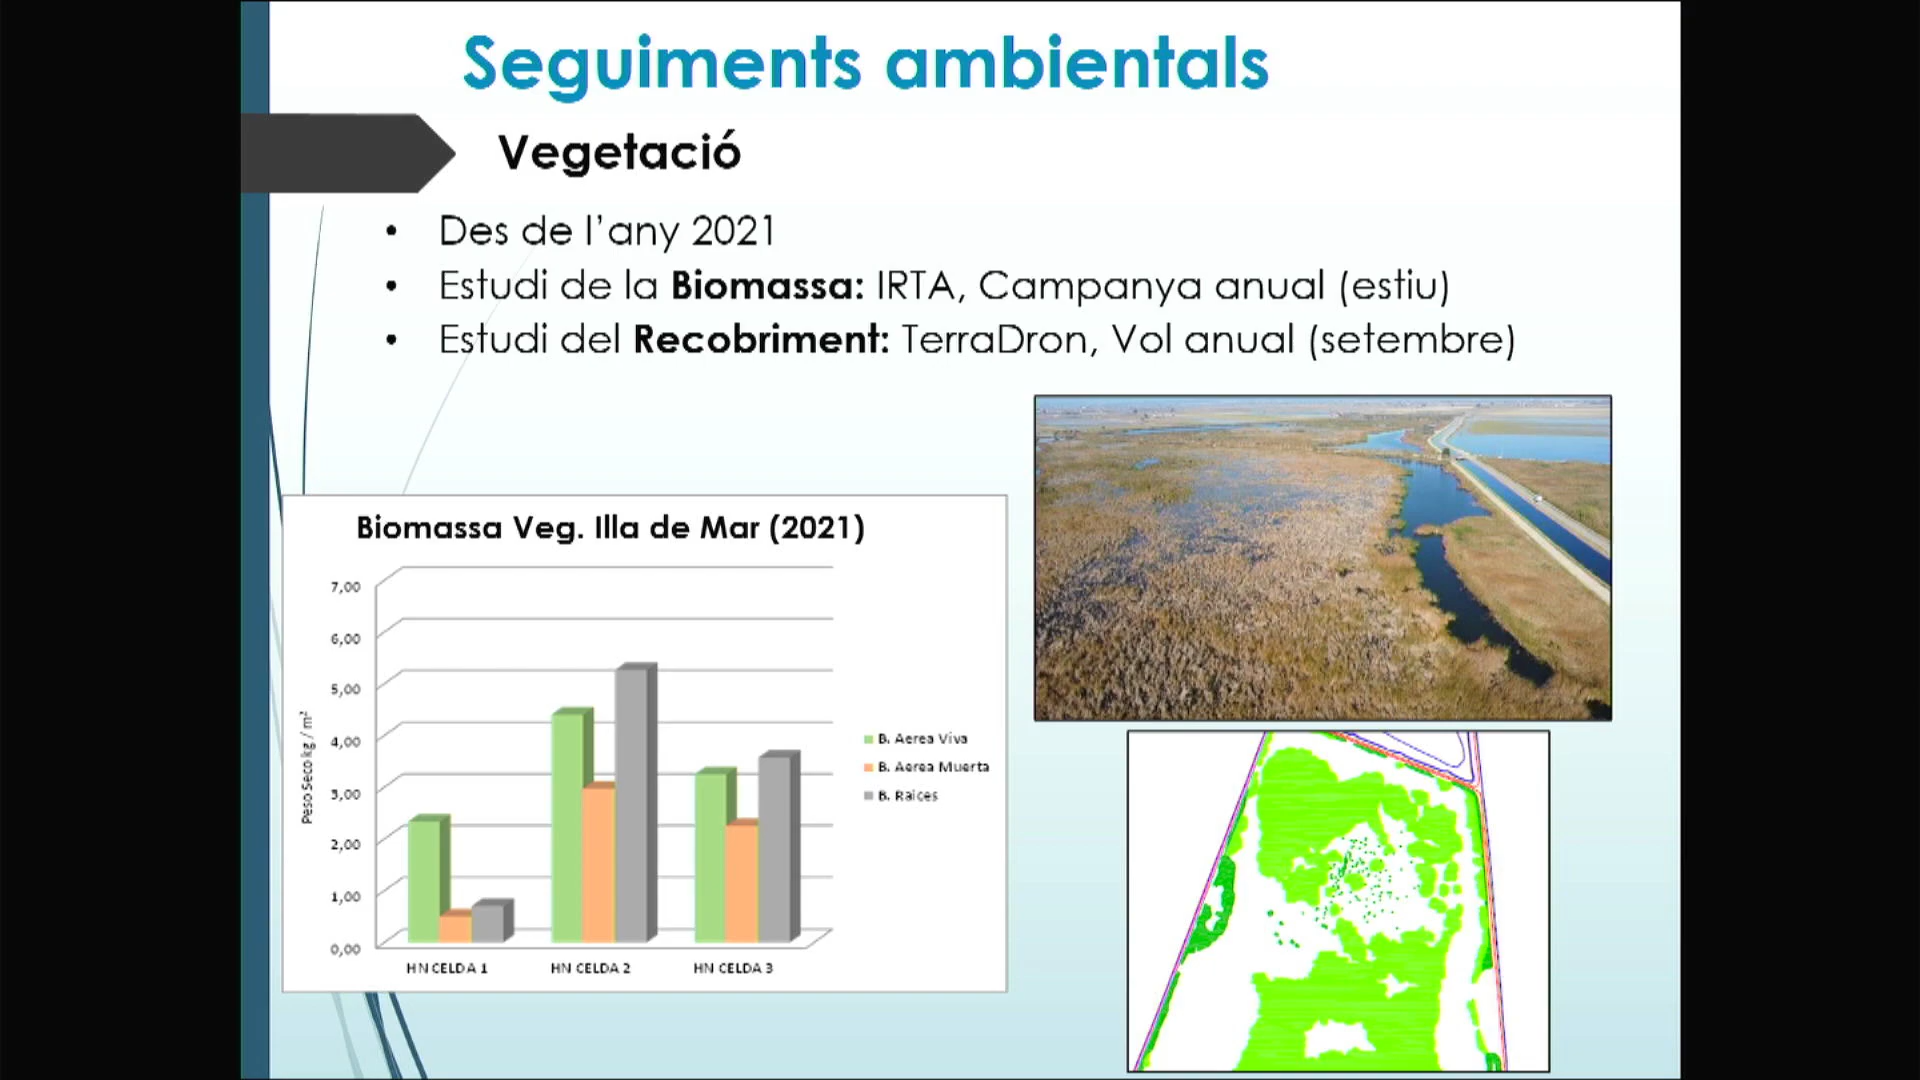 Seguiments ambientals
Vegetació
• Des de l’any 2021
• Estudi de la Biomassa: IRTA, Campanya anual (estiu)
• Estudi del Recobriment: TerraDron, Vol anual (setembre)
Biomassa Veg. Illa de Mar (2021)
7,00
6,00
5,00
4,00
3,00
2,00
1,00
0,00
Peso Seco kg / m²
HN CELDA 1
HN CELDA 2
HN CELDA 3
B. Aerea Viva
B. Aerea Muerta
B. Raices